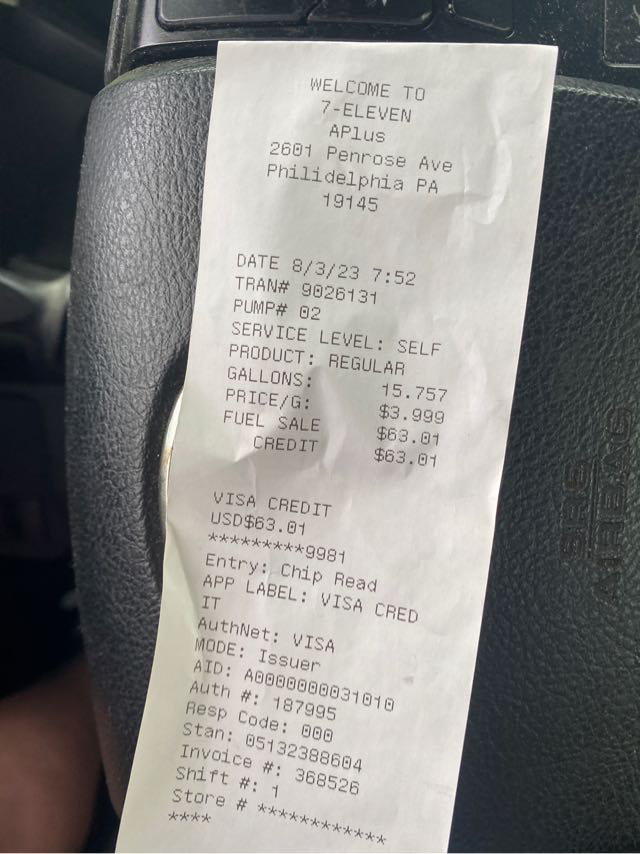 WELCOME TO
7-ELEVEN
APlus
2601 Penrose Ave
Philidelphia PA
19145
DATE 8/3/23 7:52
TRAN# 9026131
PUMP# 02
SERVICE LEVEL: SELF
PRODUCT: REGULAR
GALLONS: 15.757
PRICE/G: $3.999
FUEL SALE $63.01
CREDIT $63.01
VISA CREDIT
USD$63.01
*********9981
Entry: Chip Read
APP LABEL: VISA CRED
IT
AuthNet: VISA
MODE: Issuer
AID: A0000000031010
Auth #: 187995
Resp Code: 000
Stan: 05132388604
Invoice #: 368526
Shift #: 1
Store # ************
****
SRS
AIRBAG